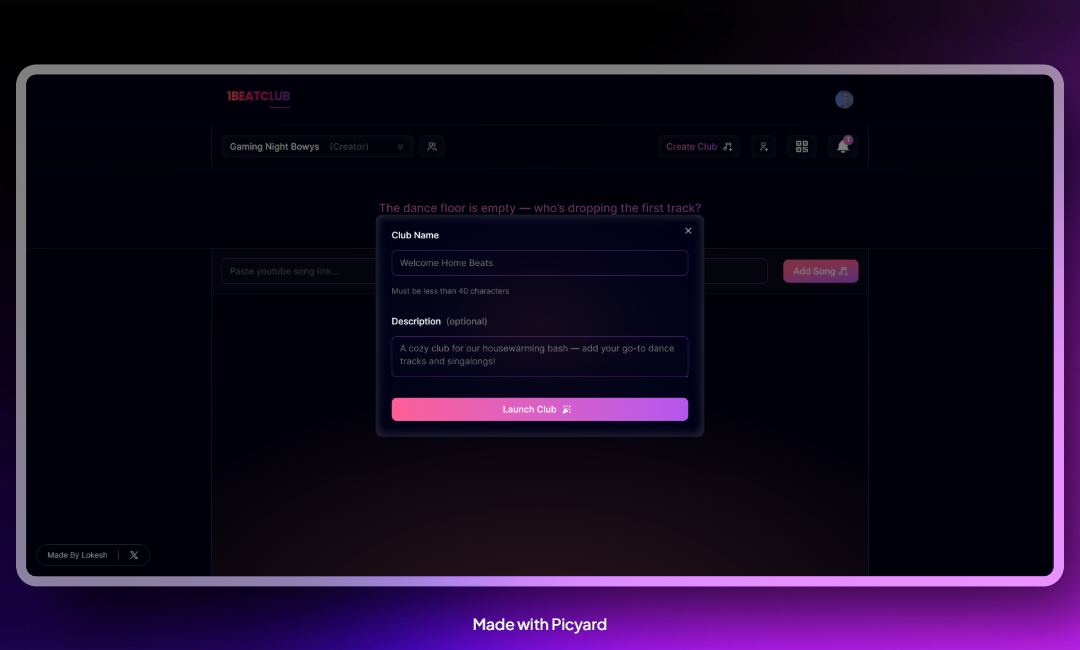 1BEATCLUB
Gaming Night Bowys (Creator)
Create Club
1
The dance floor is empty — who's dropping the first track?
Club Name
Welcome Home Beats
Must be less than 40 characters
Paste youtube song link...
Add Song
Description (optional)
A cozy club for our housewarming bash — add your go-to dance
tracks and singalongs!
Launch Club
Made By Lokesh
Made with Picyard